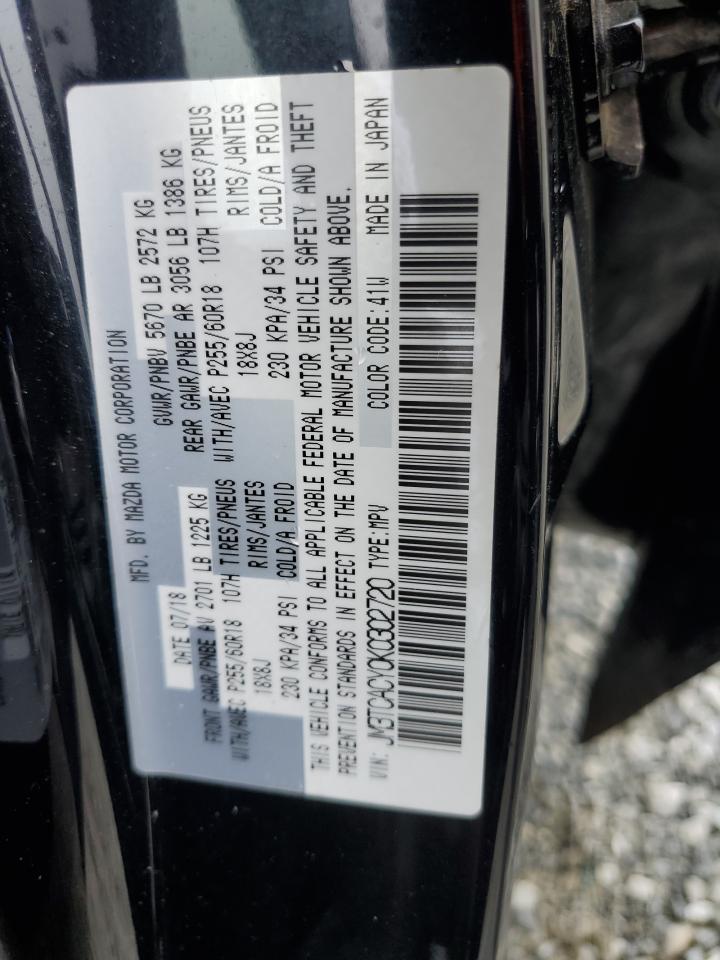 MFD. BY MAZDA MOTOR CORPORATION
DATE 07/18 GVWR/PNBV 5670 LB 2572 KG
FRONT GAWR/PNBE AV 2701 LB 1225 KG REAR GAWR/PNBE AR 3056 LB 1386 KG
WITH/AVEC P255/60R18 107H TIRES/PNEUS WITH/AVEC P255/60R18 107H TIRES/PNEUS
18X8J RIMS/JANTES 18X8J RIMS/JANTES
230 KPA/34 PSI COLD/A FROID 230 KPA/34 PSI COLD/A FROID
THIS VEHICLE CONFORMS TO ALL APPLICABLE FEDERAL MOTOR VEHICLE SAFETY AND THEFT
PREVENTION STANDARDS IN EFFECT ON THE DATE OF MANUFACTURE SHOWN ABOVE.
VIN: JM3TCACY0K0302720 TYPE:MPV COLOR CODE:41W MADE IN JAPAN